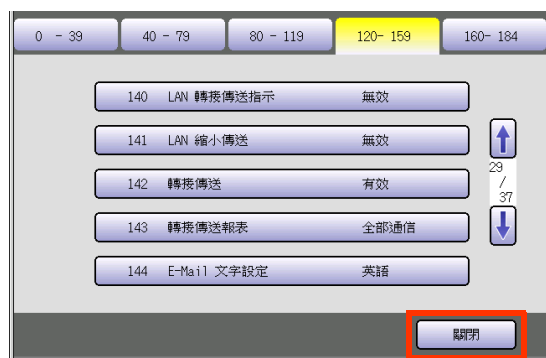 0 - 39 40 - 79 80 - 119 120- 159 160- 184
140 LAN 轉接傳送指示 無效
141 LAN 縮小傳送 無效
142 轉接傳送 有效
143 轉接傳送報表 全部通信
144 E-Mail 文字設定 英語
29
/
37
關閉